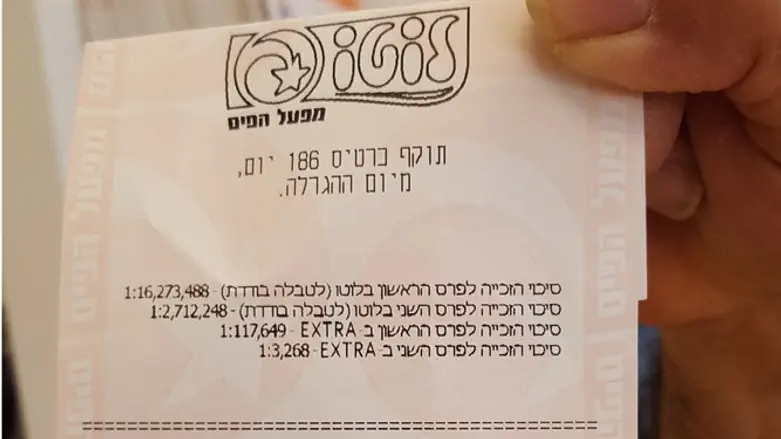 לוטו
מפעל הפיס
תוקף כרטיס 186 יום,
מיום ההגרלה.
סיכוי הזכייה לפרס הראשון בלוטו (לטבלה בודדת) - 1:16,273,488
סיכוי הזכייה לפרס השני בלוטו (לטבלה בודדת) - 1:2,712,248
סיכוי הזכייה לפרס הראשון ב-EXTRA - 1:117,649
סיכוי הזכייה לפרס השני ב-EXTRA - 1:3,268